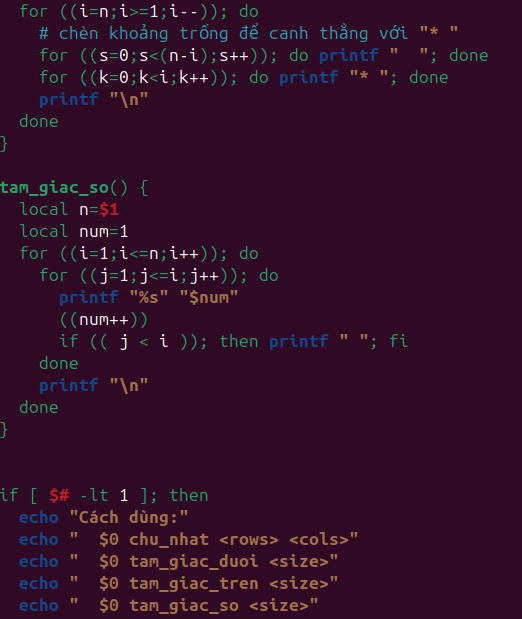 for ((i=n;i>=1;i--)); do
# chèn khoảng trống để canh thẳng với "* "
for ((s=0;s<(n-i);s++)); do printf "  "; done
for ((k=0;k<i;k++)); do printf "* "; done
printf "\n"
done
}
tam_giac_so() {
local n=$1
local num=1
for ((i=1;i<=n;i++)); do
for ((j=1;j<=i;j++)); do
printf "%s" "$num"
((num++))
if (( j < i )); then printf " "; fi
done
printf "\n"
done
}
if [ $# -lt 1 ]; then
echo "Cách dùng:"
echo "  $0 chu_nhat <rows> <cols>"
echo "  $0 tam_giac_duoi <size>"
echo "  $0 tam_giac_tren <size>"
echo "  $0 tam_giac_so <size>"